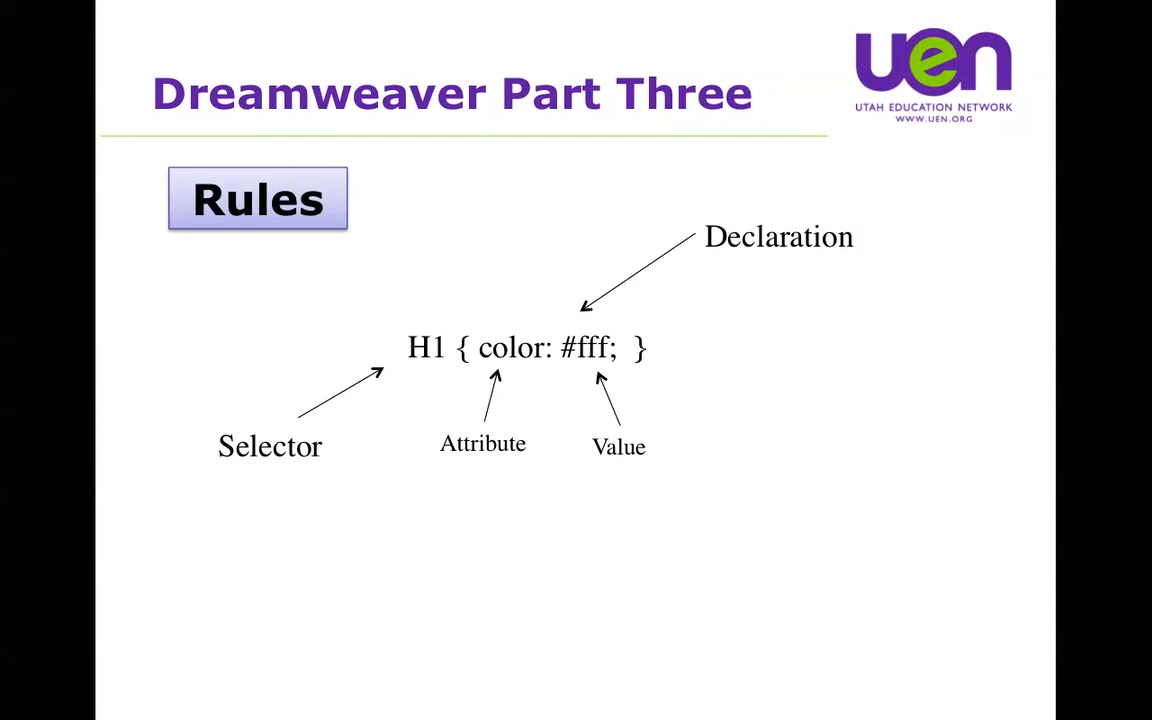 Dreamweaver Part Three
uen
UTAH EDUCATION NETWORK
WWW.UEN.ORG
Rules
Declaration
H1 { color: #fff; }
Selector
Attribute
Value